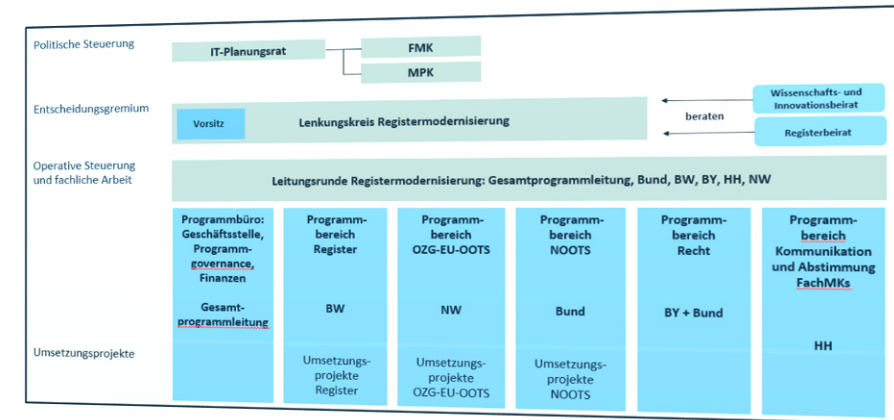 Politische Steuerung
IT-Planungsrat
FMK
MPK
Entscheidungsgremium
Vorsitz
Lenkungskreis Registermodernisierung
beraten
Wissenschafts- und
Innovationsbeirat
Registerbeirat
Operative Steuerung
und fachliche Arbeit
Leitungsrunde Registermodernisierung: Gesamtprogrammleitung, Bund, BW, BY, HH, NW
Programmbüro:
Geschäftsstelle,
Programm-
governance,
Finanzen
Gesamt-
programmleitung
Programm-
bereich
Register
BW
Programm-
bereich
OZG-EU-OOTS
NW
Programm-
bereich
NOOTS
Bund
Programm-
bereich
Recht
BY + Bund
Programm-
bereich
Kommunikation
und Abstimmung
FachMKs
HH
Umsetzungsprojekte
Umsetzungs-
projekte
Register
Umsetzungs-
projekte
OZG-EU-OOTS
Umsetzungs-
projekte
NOOTS